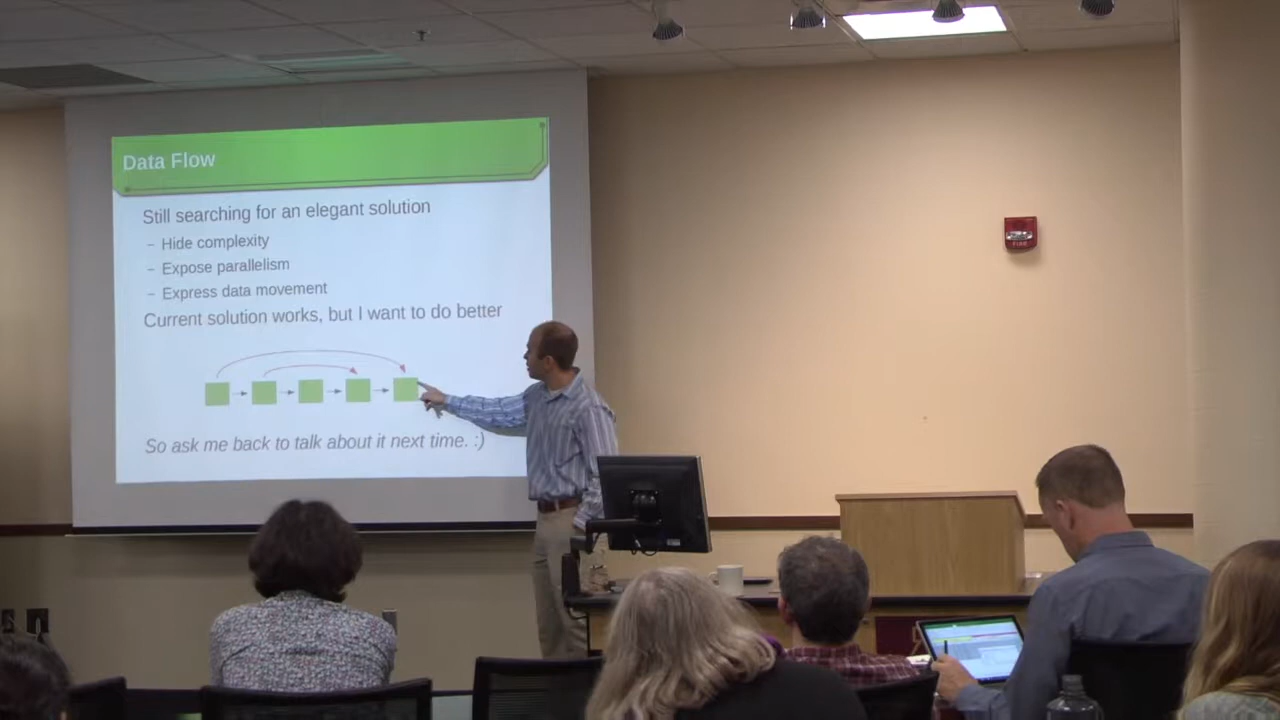 Data Flow
Still searching for an elegant solution
– Hide complexity
– Expose parallelism
– Express data movement
Current solution works, but I want to do better
So ask me back to talk about it next time. :)
FIRE